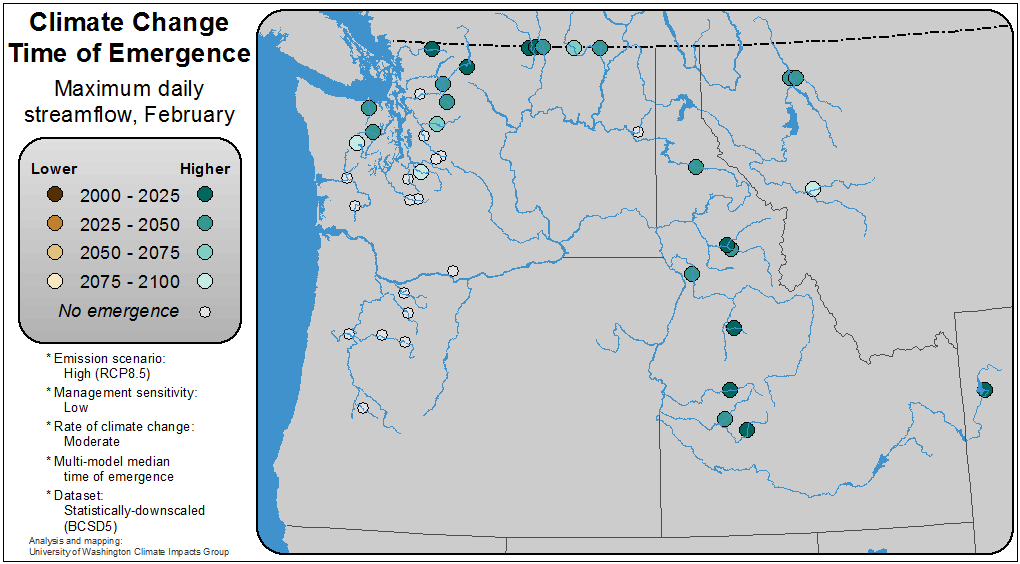 Climate Change
Time of Emergence
Maximum daily
streamflow, February
Lower Higher
2000 - 2025
2025 - 2050
2050 - 2075
2075 - 2100
No emergence
* Emission scenario:
High (RCP8.5)
* Management sensitivity:
Low
* Rate of climate change:
Moderate
* Multi-model median
time of emergence
* Dataset:
Statistically-downscaled
(BCSD5)
Analysis and mapping:
University of Washington Climate Impacts Group